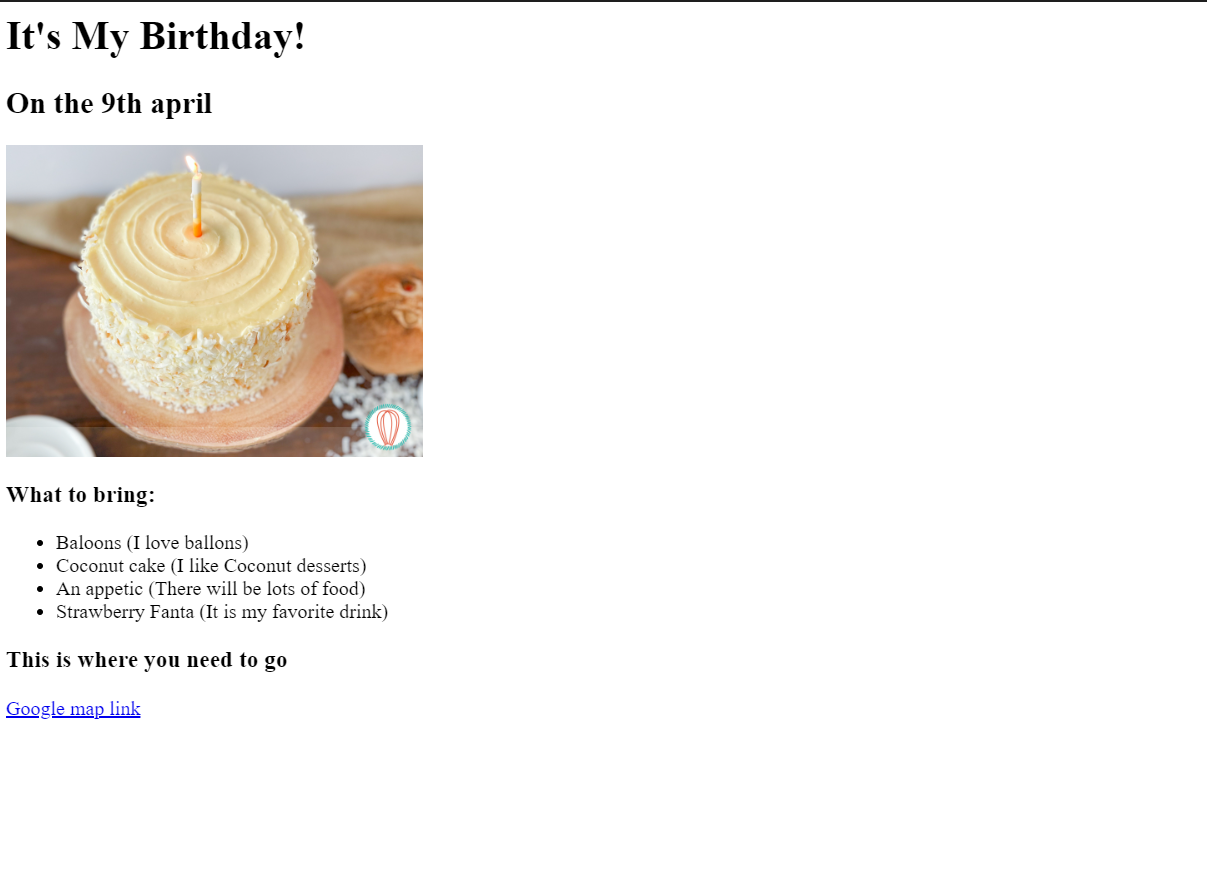 It's My Birthday!
On the 9th april
What to bring:
Baloons (I love ballons)
Coconut cake (I like Coconut desserts)
An appetic (There will be lots of food)
Strawberry Fanta (It is my favorite drink)
This is where you need to go
Google map link